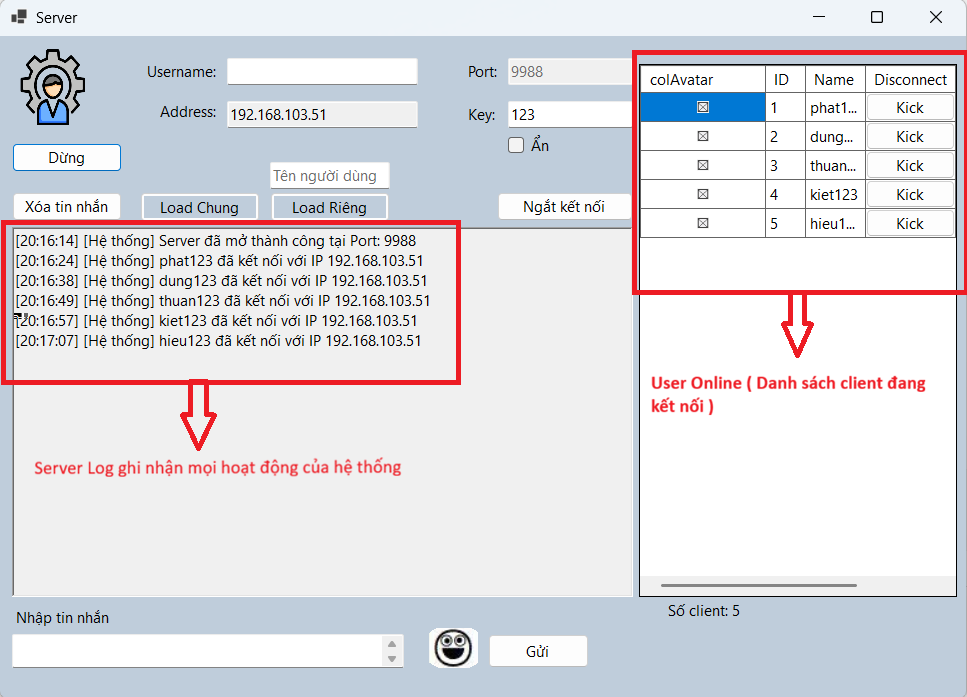 Server
Username:
Port: 9988
Address: 192.168.103.51
Key: 123
Ẩn
Dừng
Tên người dùng
Xóa tin nhắn
Load Chung
Load Riêng
Ngắt kết nối
[20:16:14] [Hệ thống] Server đã mở thành công tại Port: 9988
[20:16:24] [Hệ thống] phat123 đã kết nối với IP 192.168.103.51
[20:16:38] [Hệ thống] dung123 đã kết nối với IP 192.168.103.51
[20:16:49] [Hệ thống] thuan123 đã kết nối với IP 192.168.103.51
[20:16:57] [Hệ thống] kiet123 đã kết nối với IP 192.168.103.51
[20:17:07] [Hệ thống] hieu123 đã kết nối với IP 192.168.103.51
Server Log ghi nhận mọi hoạt động của hệ thống
colAvatar ID Name Disconnect
1 phat1... Kick
2 dung... Kick
3 thuan... Kick
4 kiet123 Kick
5 hieu1... Kick
User Online ( Danh sách client đang
kết nối )
Số client: 5
Nhập tin nhắn
Gửi